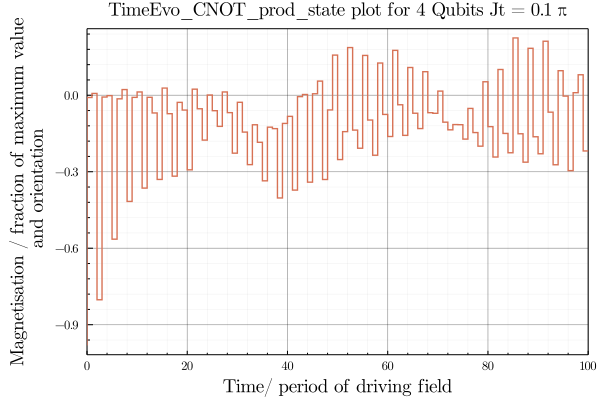 TimeEvo_CNOT_prod_state plot for 4 Qubits Jt = 0.1 π
Magnetisation / fraction of maximum value
and orientation
0.0
−0.3
−0.6
−0.9
0 20 40 60 80 100
Time/ period of driving field